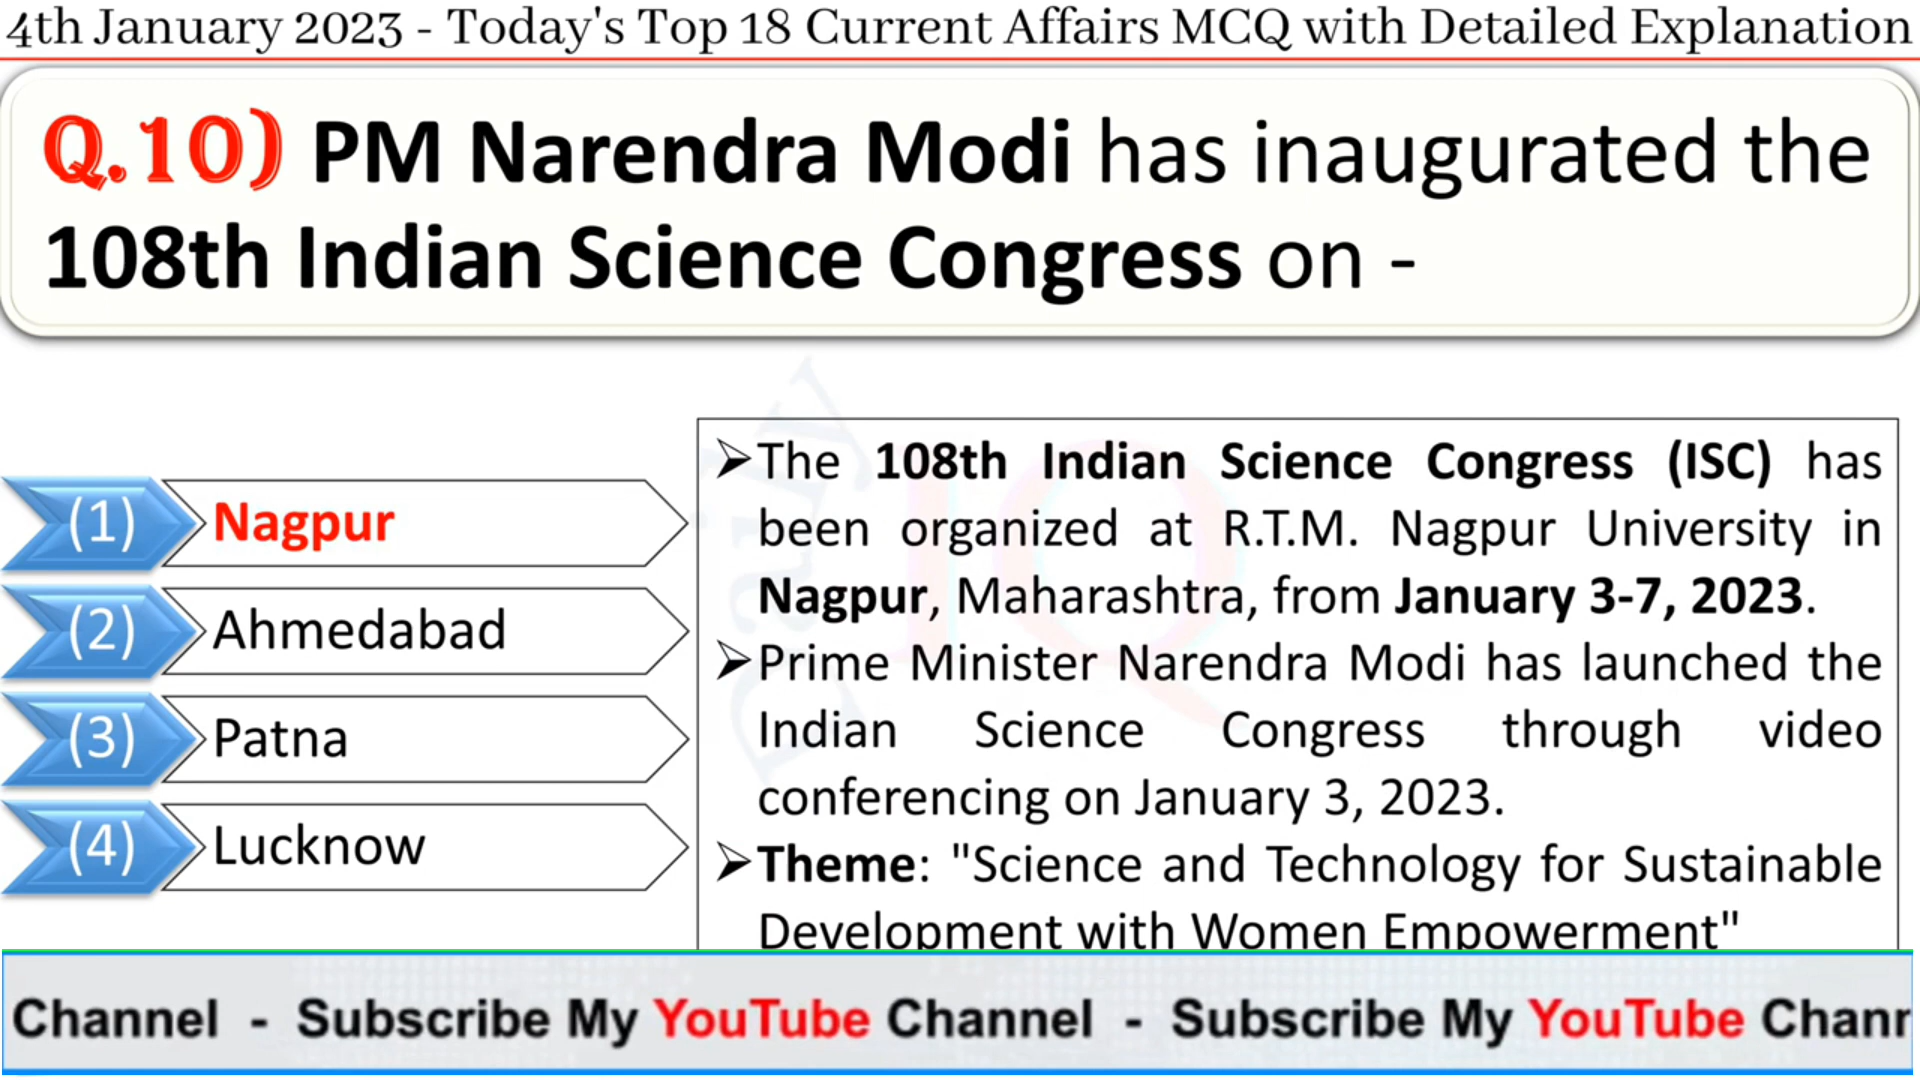 4th January 2023 - Today's Top 18 Current Affairs MCQ with Detailed Explanation
Q.10) PM Narendra Modi has inaugurated the
108th Indian Science Congress on -
(1) Nagpur
(2) Ahmedabad
(3) Patna
(4) Lucknow
➢The 108th Indian Science Congress (ISC) has
been organized at R.T.M. Nagpur University in
Nagpur, Maharashtra, from January 3-7, 2023.
➢Prime Minister Narendra Modi has launched the
Indian Science Congress through video
conferencing on January 3, 2023.
➢Theme: "Science and Technology for Sustainable
Development with Women Empowerment"
Daily
IQ
Channel - Subscribe My YouTube Channel - Subscribe My YouTube Chann